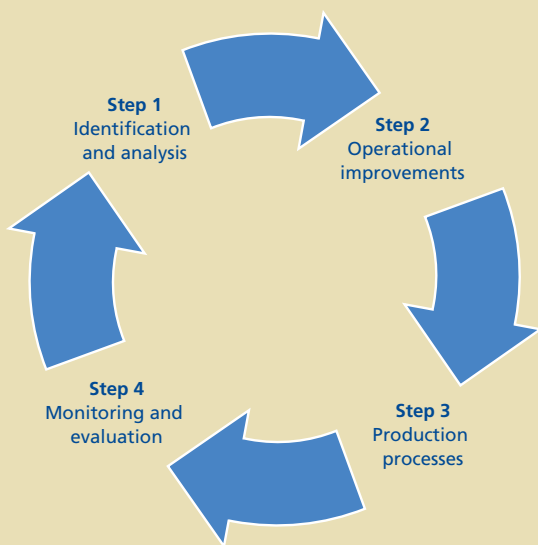 Step 1
Identification
and analysis
Step 2
Operational
improvements
Step 3
Production
processes
Step 4
Monitoring and
evaluation